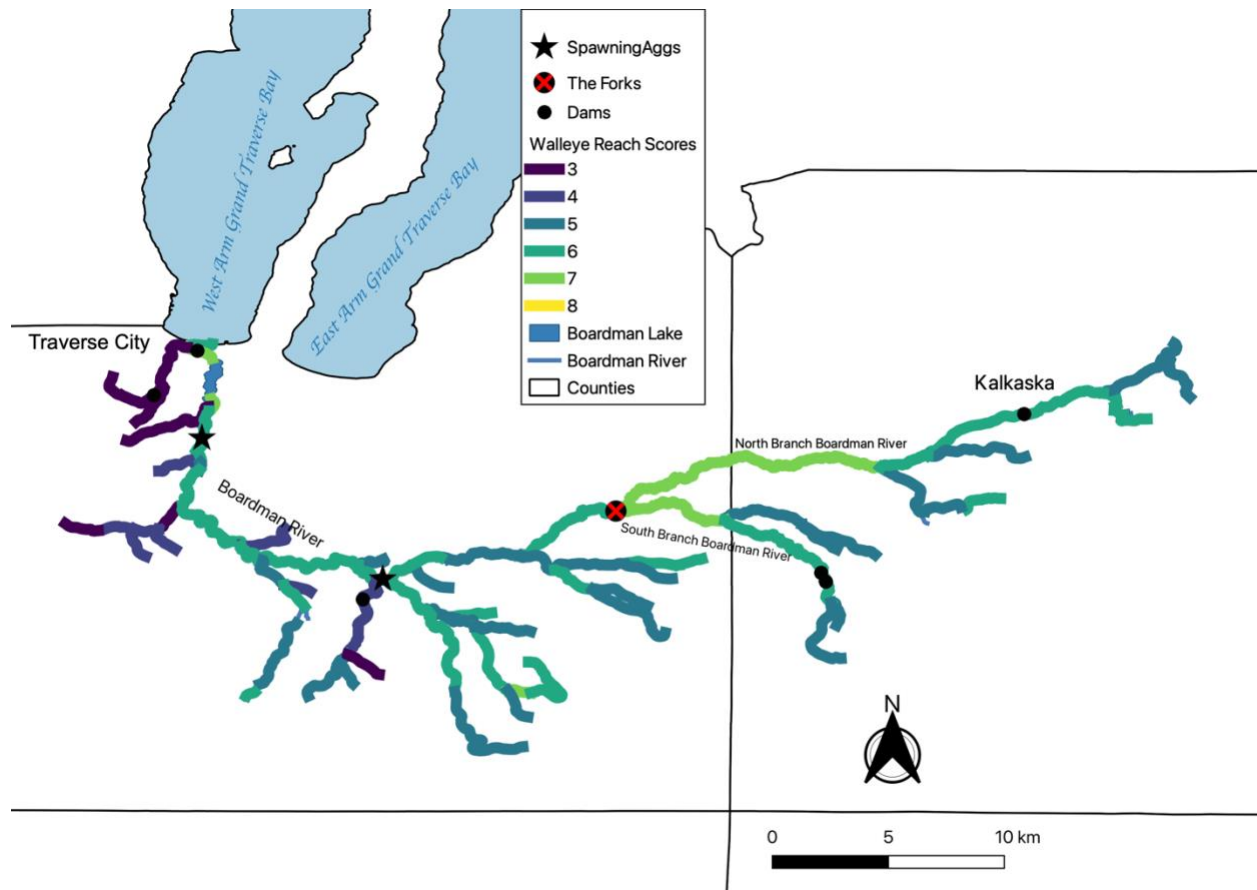 SpawningAggs
The Forks
Dams
Walleye Reach Scores
3
4
5
6
7
8
Boardman Lake
Boardman River
Counties
West Arm Grand Traverse Bay
East Arm Grand Traverse Bay
Traverse City
Kalkaska
North Branch Boardman River
Boardman River
South Branch Boardman River
N
0 5 10 km